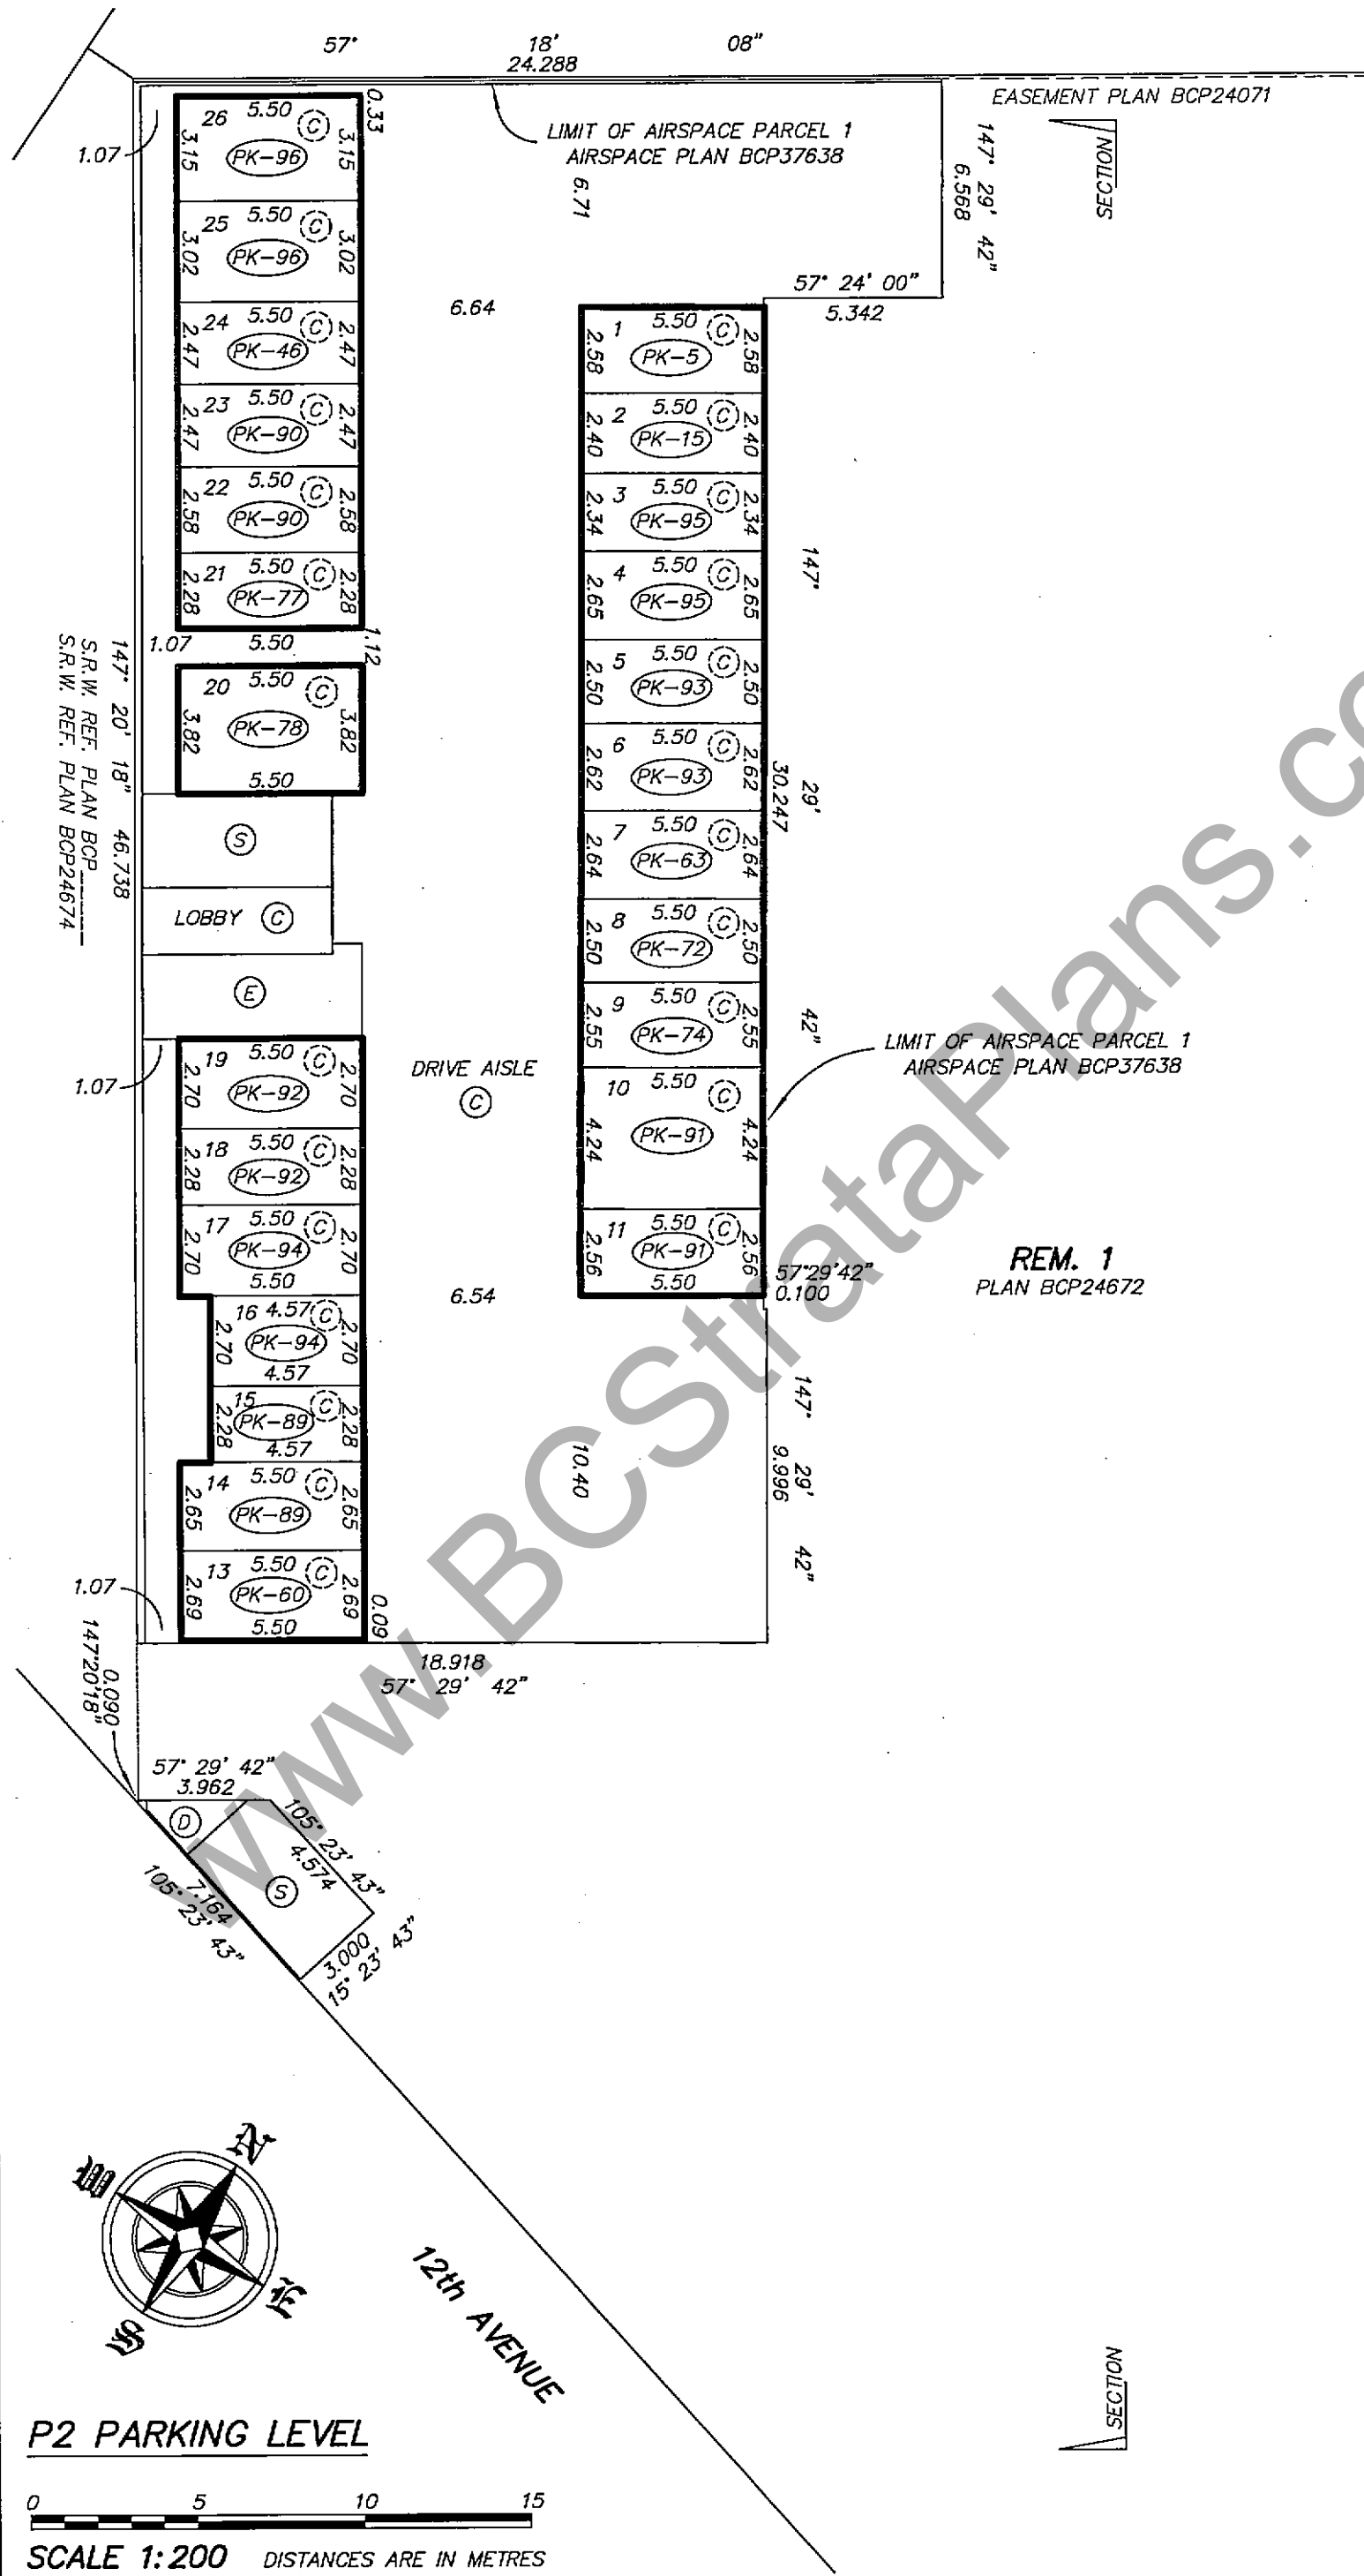 57° 18' 08"
24.288
EASEMENT PLAN BCP24071
LIMIT OF AIRSPACE PARCEL 1
AIRSPACE PLAN BCP37638
147° 29' 42"
6.568
SECTION
57° 24' 00"
5.342
6.71
6.64
1.07
0.33
26 5.50 C
3.15 PK-96 3.15
25 5.50 C
3.02 PK-96 3.02
24 5.50 C
2.47 PK-46 2.47
23 5.50 C
2.47 PK-90 2.47
22 5.50 C
2.58 PK-90 2.58
21 5.50 C
2.28 PK-77 2.28
1.07 5.50 1.12
20 5.50 C
3.82 PK-78 3.82
5.50
S
LOBBY C
E
147° 20' 18" 46.738
S.R.W. REF. PLAN BCP______
S.R.W. REF. PLAN BCP24674
1.07
19 5.50 C
2.70 PK-92 2.70
18 5.50 C
2.28 PK-92 2.28
17 5.50 C
2.70 PK-94 2.70
5.50
16 4.57 C
2.70 PK-94 2.70
4.57
15 C
2.28 PK-89 2.28
4.57
14 5.50 C
2.65 PK-89 2.65
13 5.50 C
2.69 PK-60 2.69
5.50
1.07
0.09
DRIVE AISLE
C
6.54
1 5.50 C
2.58 PK-5 2.58
2 5.50 C
2.40 PK-15 2.40
3 5.50 C
2.34 PK-95 2.34
4 5.50 C
2.65 PK-95 2.65
5 5.50 C
2.50 PK-93 2.50
6 5.50 C
2.62 PK-93 2.62
7 5.50 C
2.64 PK-63 2.64
8 5.50 C
2.50 PK-72 2.50
9 5.50 C
2.55 PK-74 2.55
10 5.50 C
4.24 PK-91 4.24
11 5.50 C
2.56 PK-91 2.56
5.50
147° 29' 42"
30.247
LIMIT OF AIRSPACE PARCEL 1
AIRSPACE PLAN BCP37638
57°29'42"
0.100
REM. 1
PLAN BCP24672
10.40
147° 29' 42"
9.996
18.918
57° 29' 42"
0.090
147°20'18"
57° 29' 42"
3.962
D
105° 23' 43"
4.574
S
7.164
105° 23' 43"
3.000
15° 23' 43"
N
W
E
S
12th AVENUE
SECTION
P2 PARKING LEVEL
0 5 10 15
SCALE 1:200 DISTANCES ARE IN METRES
www.BCStrataPlans.co